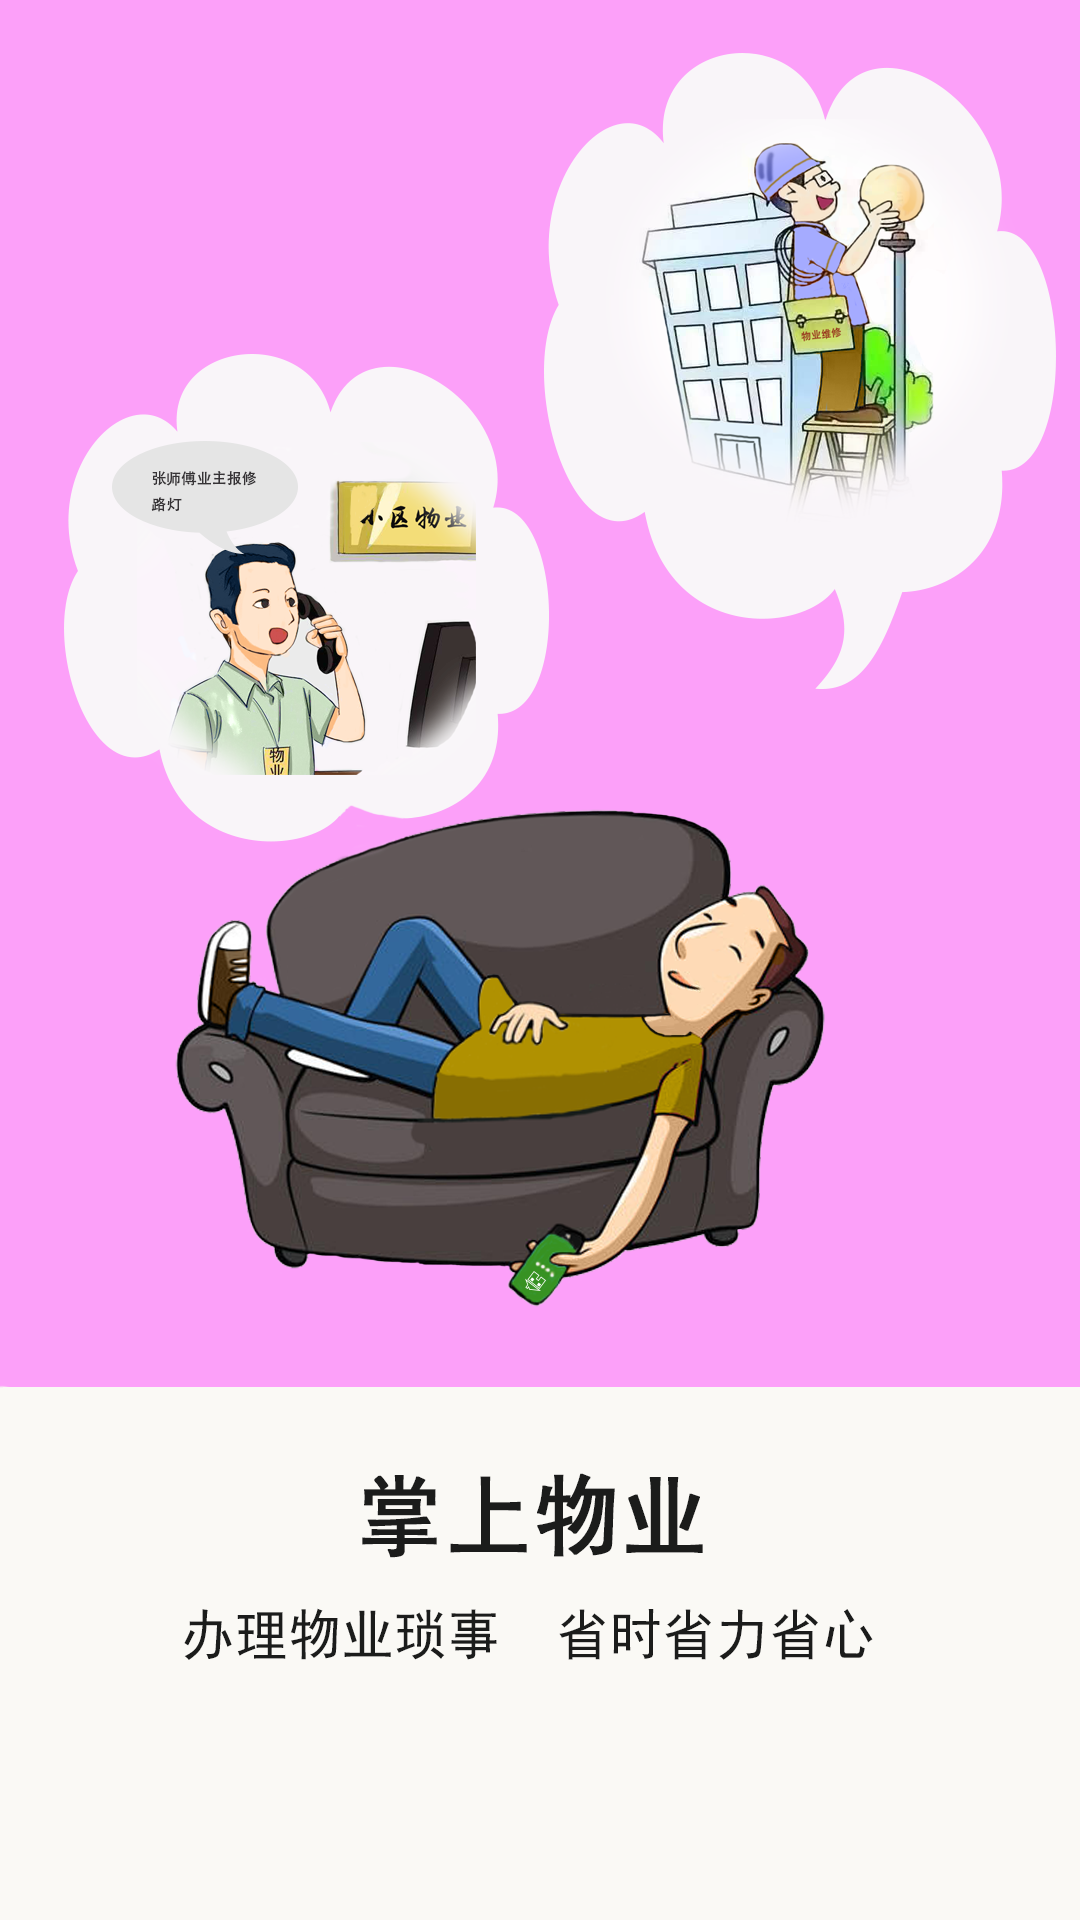 物业维修
张师傅业主报修
路灯
小区物业
物业
掌上物业
办理物业琐事 省时省力省心